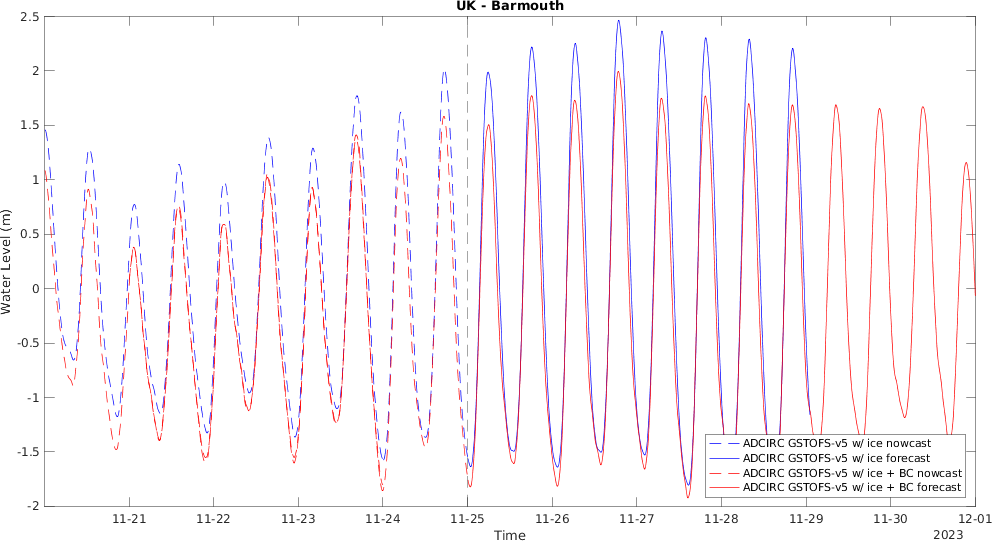 UK - Barmouth
Water Level (m)
2.5
2
1.5
1
0.5
0
-0.5
-1
-1.5
-2
ADCIRC GSTOFS-v5 w/ ice nowcast
ADCIRC GSTOFS-v5 w/ ice forecast
ADCIRC GSTOFS-v5 w/ ice + BC nowcast
ADCIRC GSTOFS-v5 w/ ice + BC forecast
11-21 11-22 11-23 11-24 11-25 11-26 11-27 11-28 11-29 11-30 12-01
Time
2023